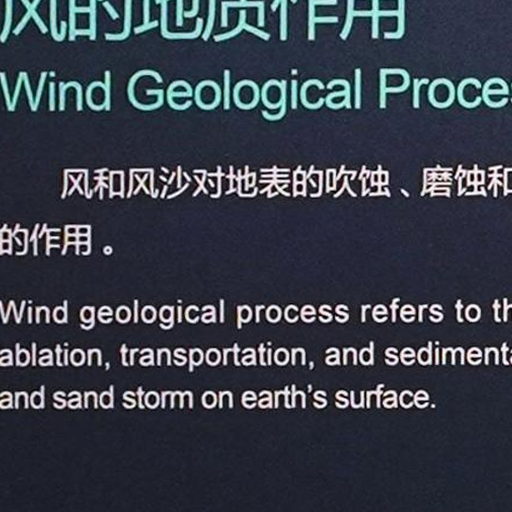 风的地质作用
Wind Geological Proce
风和风沙对地表的吹蚀、磨蚀和
的作用。
Wind geological process refers to th
ablation, transportation, and sediment
and sand storm on earth's surface.